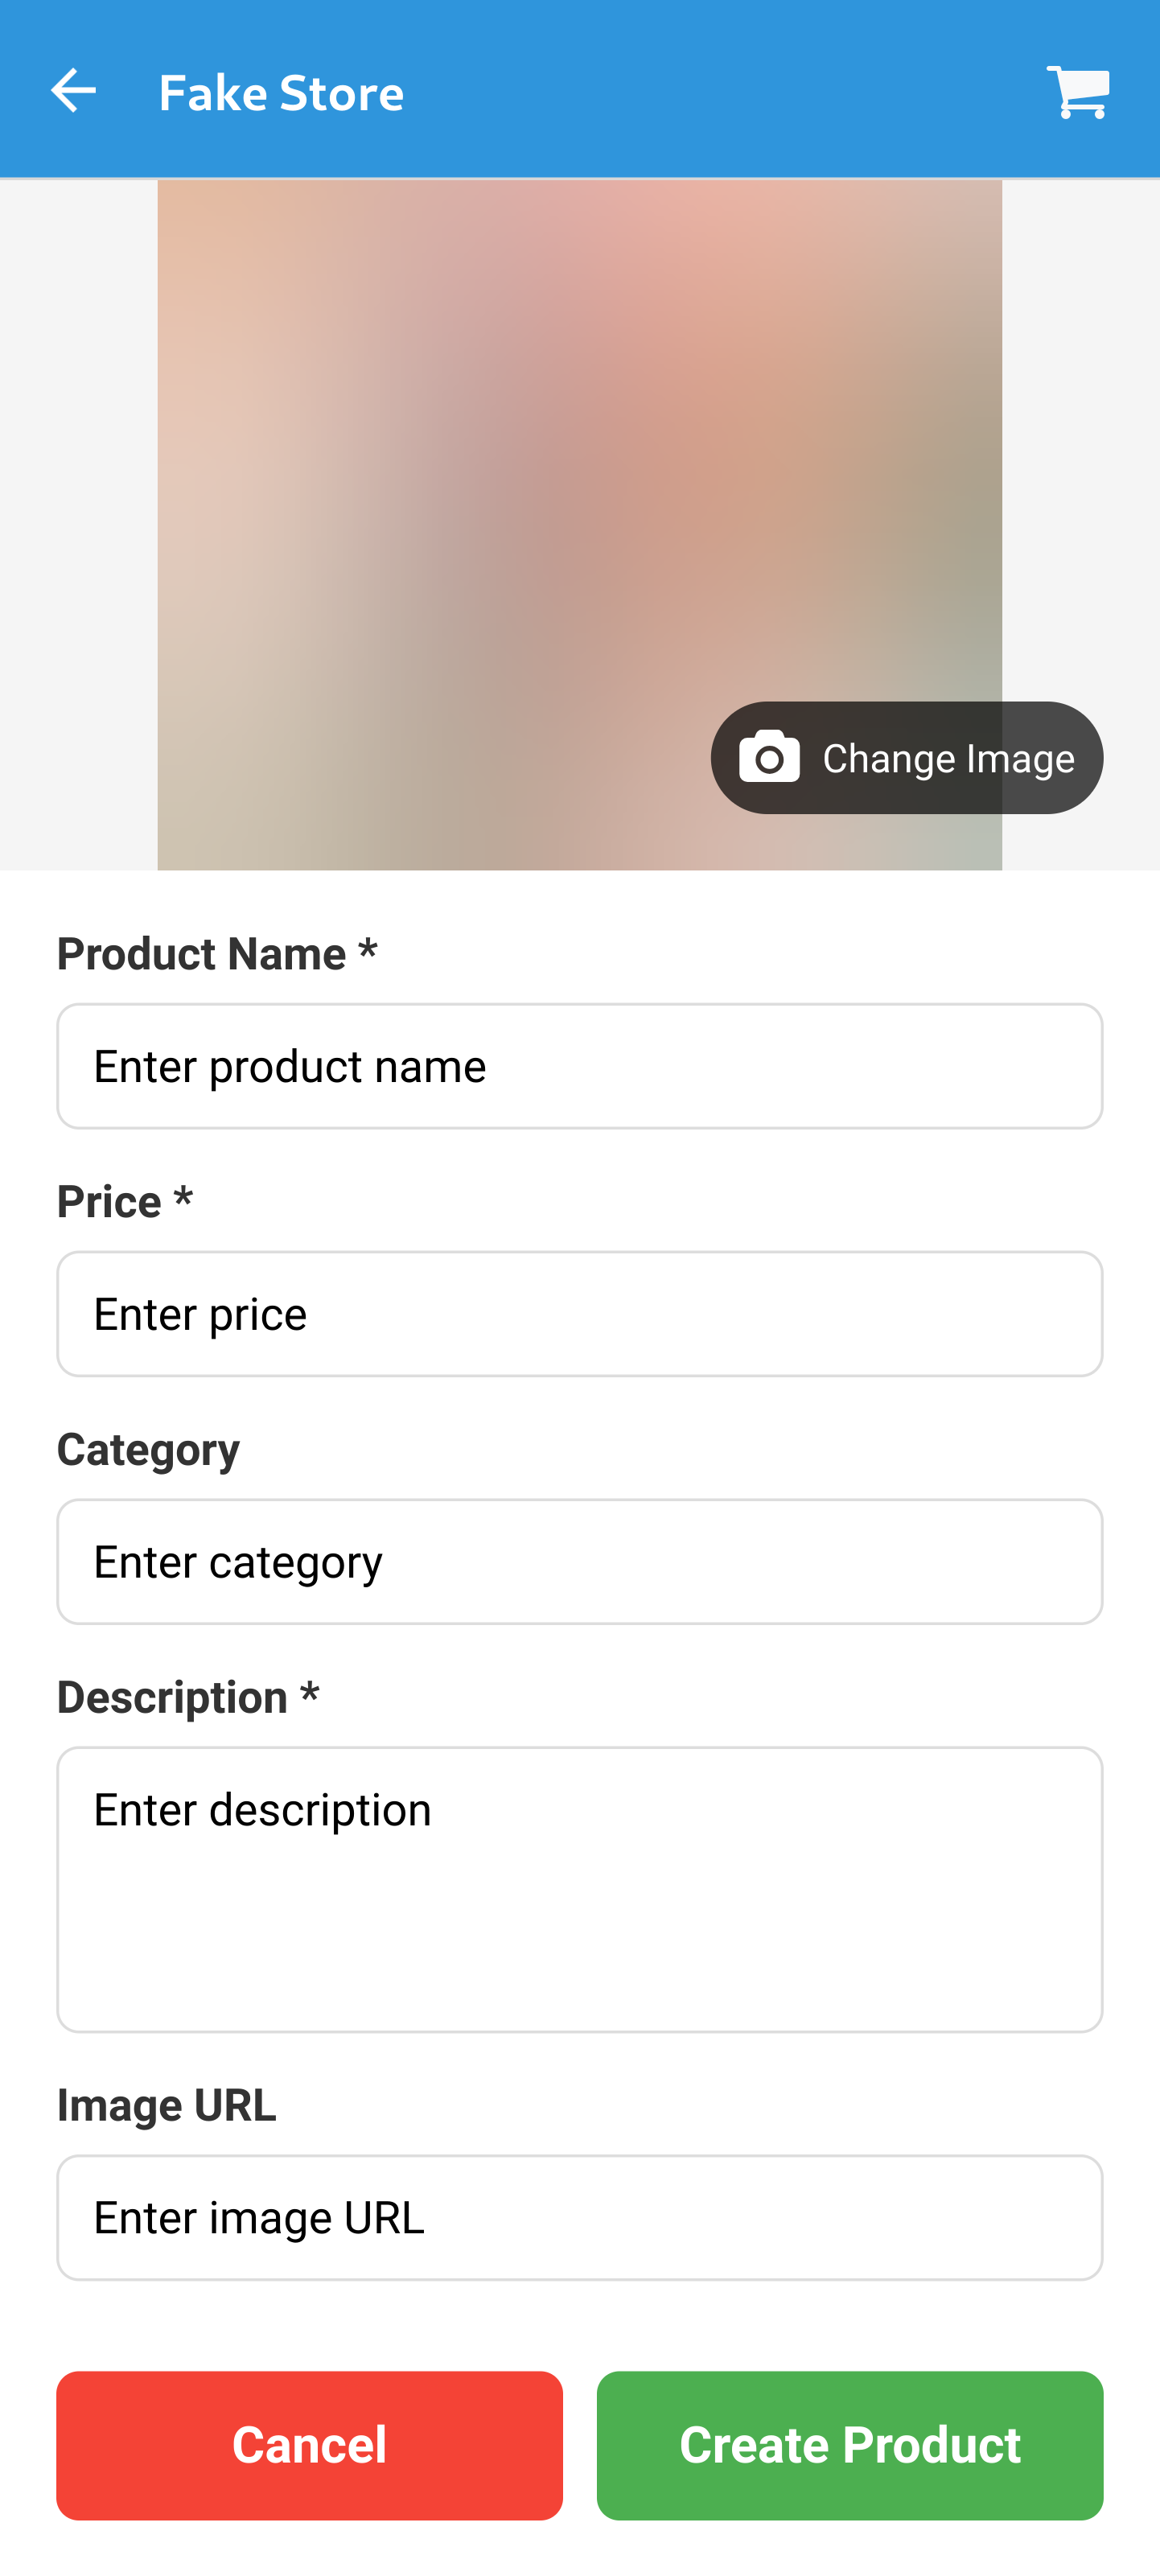 Fake Store
Change Image
Product Name *
Enter product name
Price *
Enter price
Category
Enter category
Description *
Enter description
Image URL
Enter image URL
Cancel
Create Product